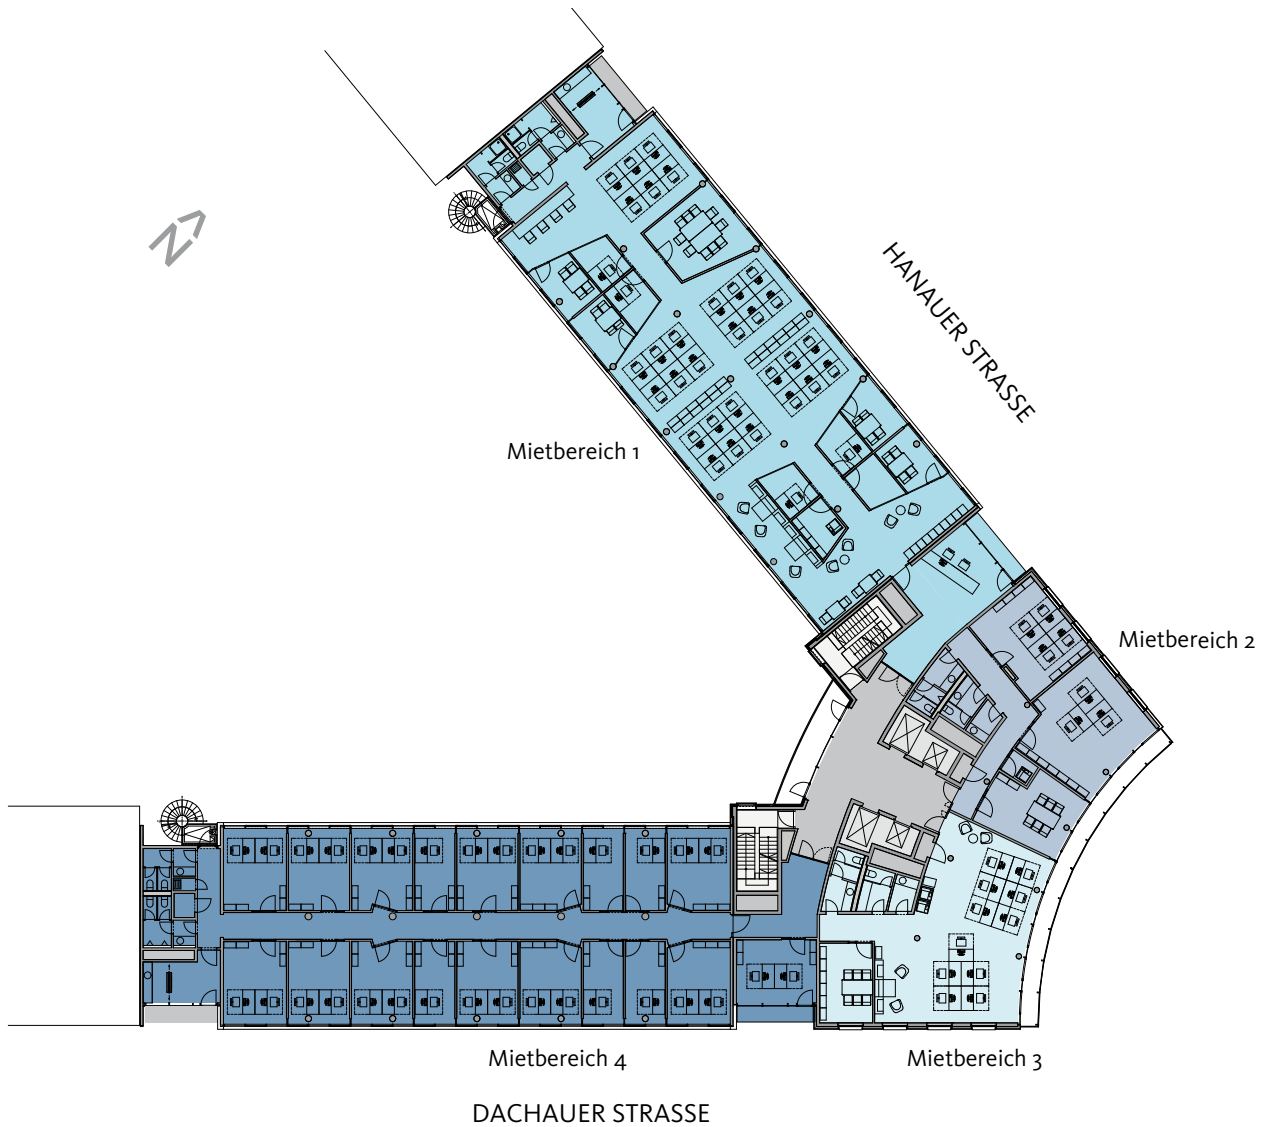 N
HANAUER STRASSE
Mietbereich 1
Mietbereich 2
Mietbereich 4
Mietbereich 3
DACHAUER STRASSE